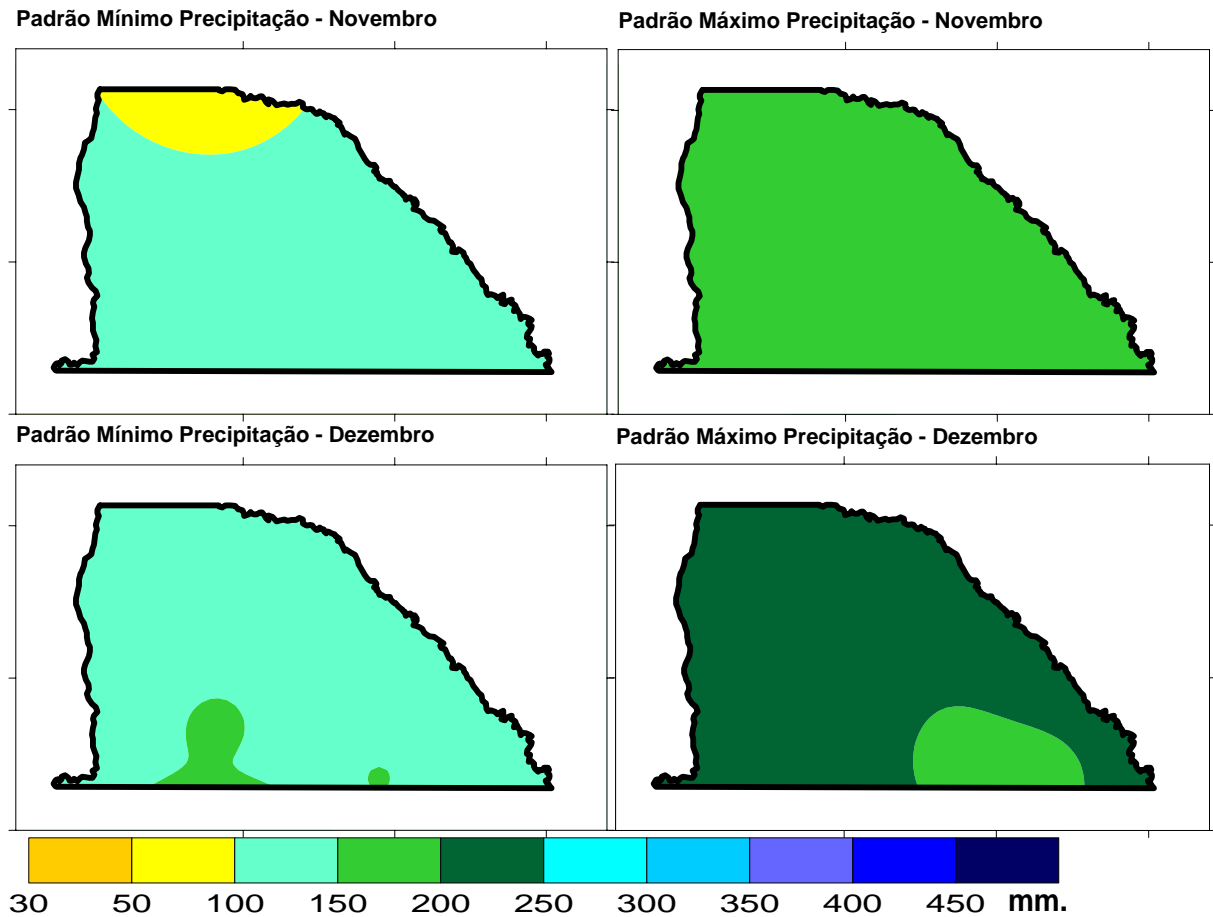 Padrão Mínimo Precipitação - Novembro
Padrão Máximo Precipitação - Novembro
Padrão Mínimo Precipitação - Dezembro
Padrão Máximo Precipitação - Dezembro
30 50 100 150 200 250 300 350 400 450 mm.